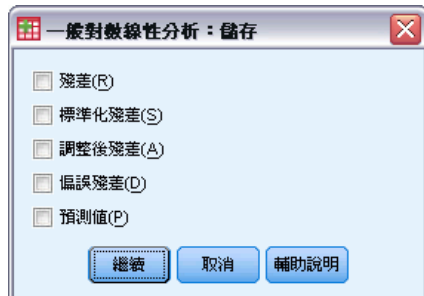 一般對數線性分析：儲存
殘差(R)
標準化殘差(S)
調整後殘差(A)
偏誤殘差(D)
預測值(P)
繼續 取消 輔助說明